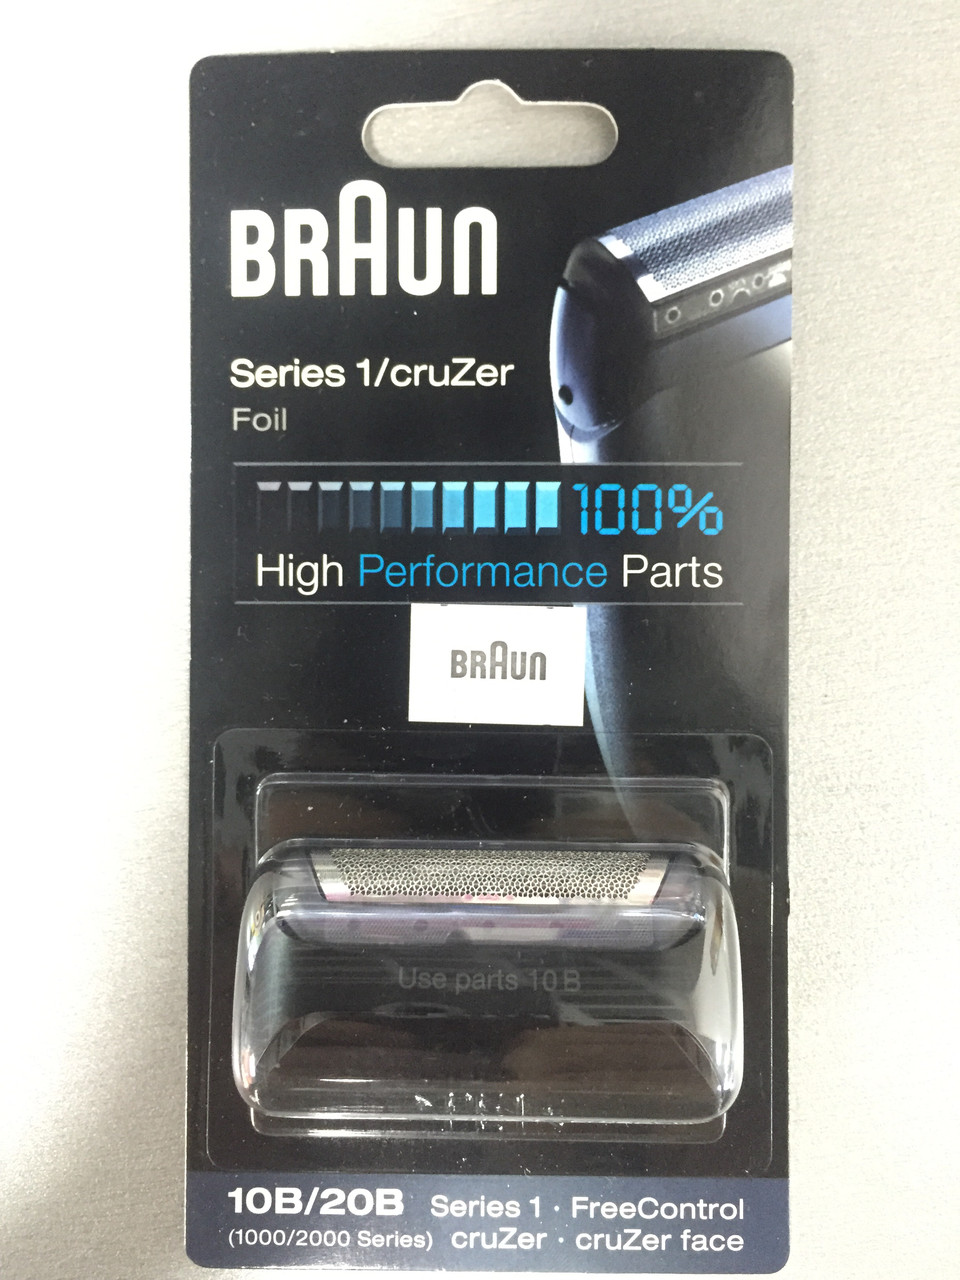 BRAUN
Series 1/cruZer
Foil
100%
High Performance Parts
BRAUN
Use parts 10B
10B/20B Series 1 · FreeControl
(1000/2000 Series) cruZer · cruZer face